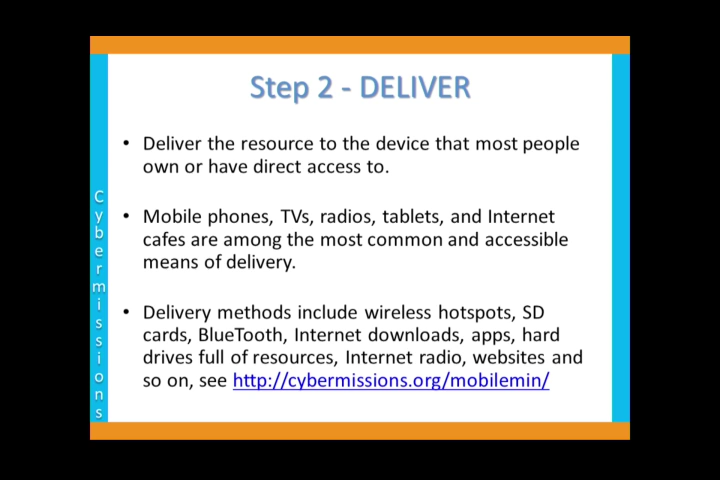 Step 2 - DELIVER
• Deliver the resource to the device that most people
own or have direct access to.
• Mobile phones, TVs, radios, tablets, and Internet
cafes are among the most common and accessible
means of delivery.
• Delivery methods include wireless hotspots, SD
cards, BlueTooth, Internet downloads, apps, hard
drives full of resources, Internet radio, websites and
so on, see http://cybermissions.org/mobilemin/
Cybermissions